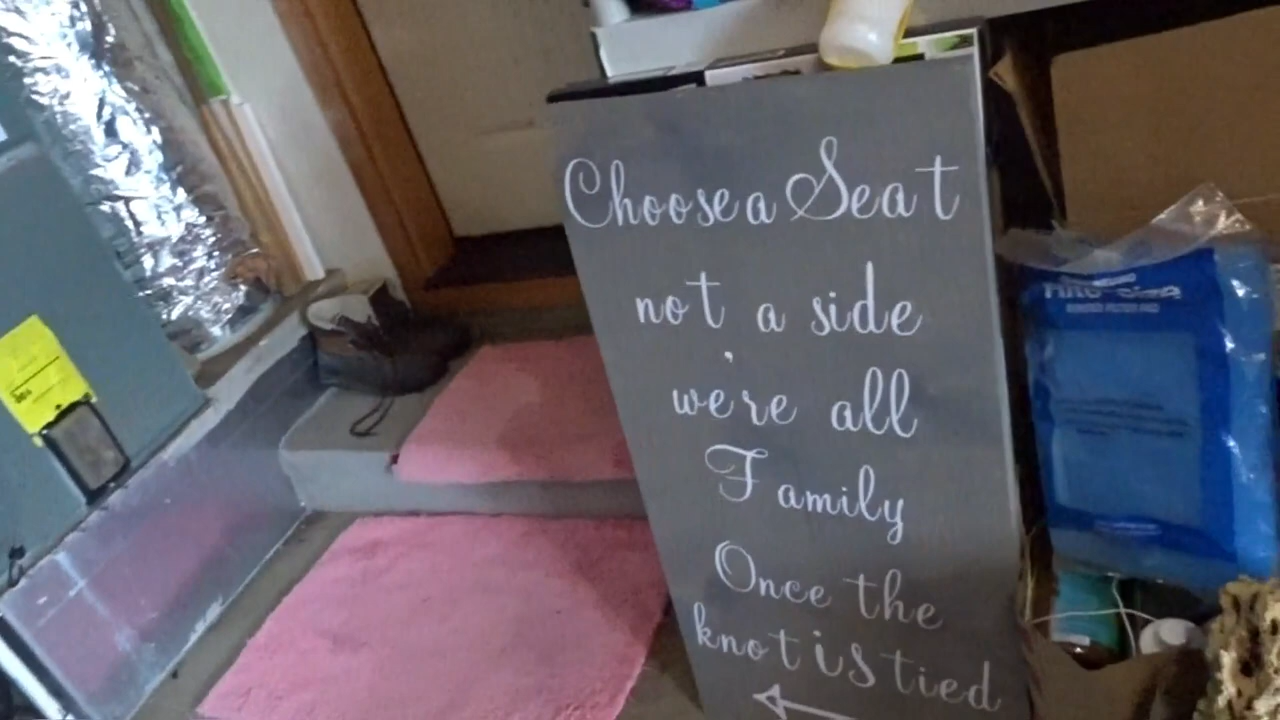 Choose a Seat
not a side
we're all
Family
Once the
knot is tied